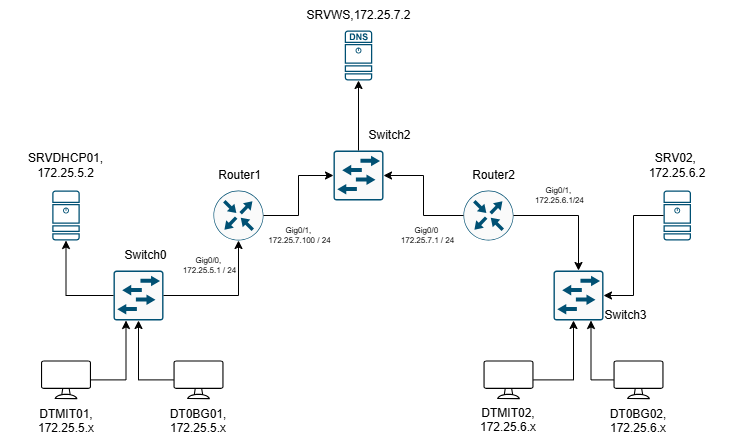 SRVWS,172.25.7.2
DNS
Switch2
SRVDHCP01,
172.25.5.2
Router1
Router2
SRV02,
172.25.6.2
Gig0/1,
172.25.6.1/24
Gig0/1,
172.25.7.100 / 24
Gig0/0
172.25.7.1 / 24
Switch0
Gig0/0,
172.25.5.1 / 24
Switch3
DTMIT01,
172.25.5.X
DT0BG01,
172.25.5.X
DTMIT02,
172.25.6.X
DT0BG02,
172.25.6.X